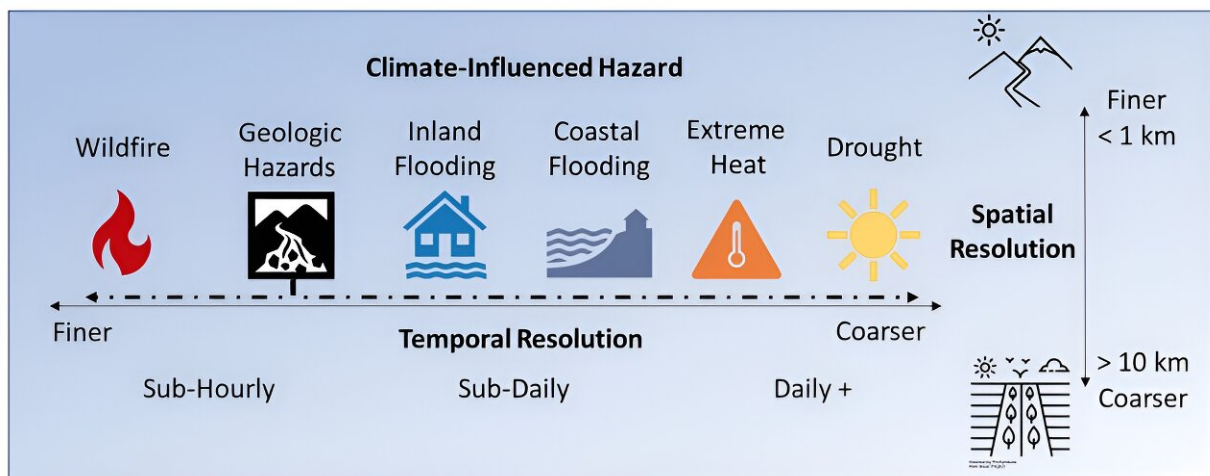 Climate-Influenced Hazard
Wildfire
Geologic
Hazards
Inland
Flooding
Coastal
Flooding
Extreme
Heat
Drought
Finer
< 1 km
Spatial
Resolution
Finer
Temporal Resolution
Coarser
Sub-Hourly
Sub-Daily
Daily +
> 10 km
Coarser